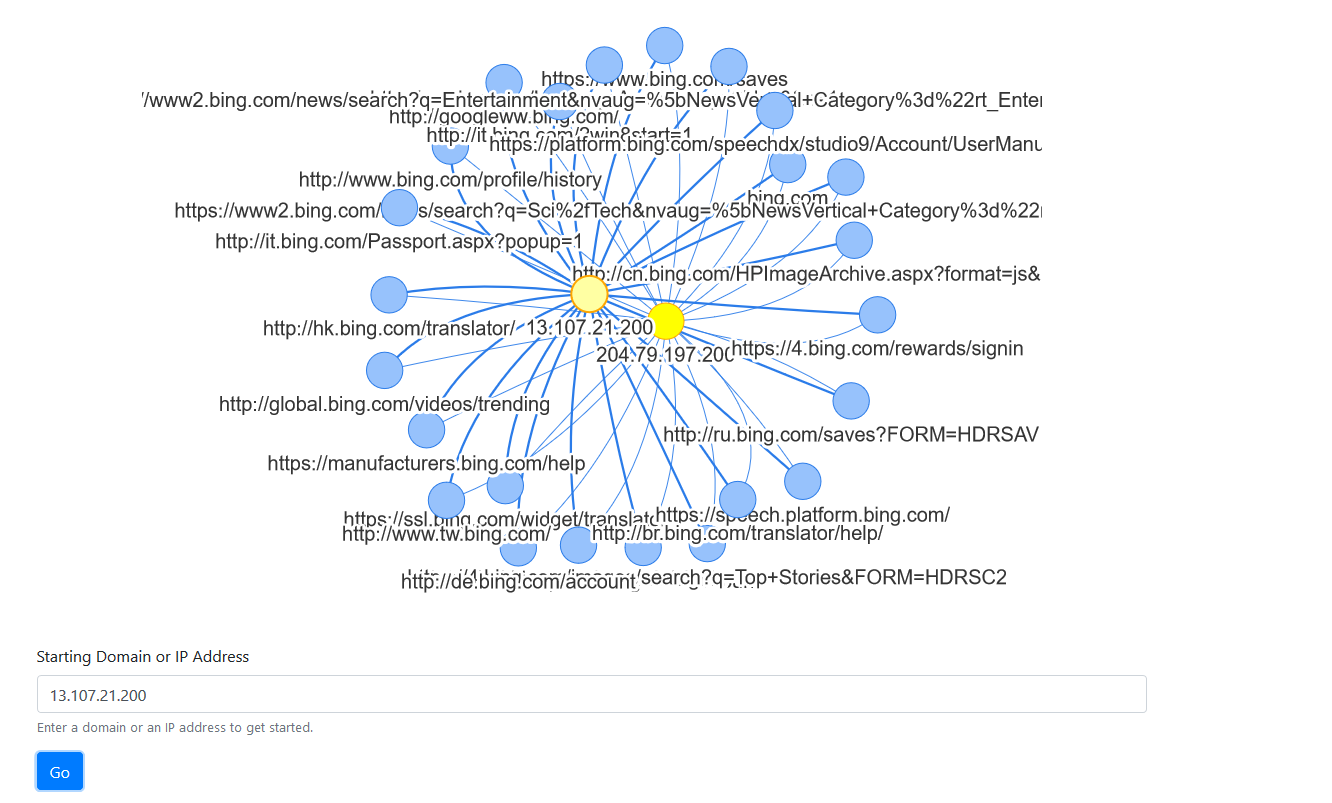 https://www.bing.com/saves
//www2.bing.com/news/search?q=Entertainment&nvaug=%5bNewsVertical+Category%3d%22rt_Enter
http://googleww.bing.com/
http://it.bing.com/?win8start=1
https://platform.bing.com/speechdx/studio9/Account/UserManu
http://www.bing.com/profile/history
bing.com
https://www2.bing.com/news/search?q=Sci%2fTech&nvaug=%5bNewsVertical+Category%3d%22r
http://it.bing.com/Passport.aspx?popup=1
http://cn.bing.com/HPImageArchive.aspx?format=js&
http://hk.bing.com/translator/
13.107.21.200
204.79.197.200
https://4.bing.com/rewards/signin
http://global.bing.com/videos/trending
http://ru.bing.com/saves?FORM=HDRSAV
https://manufacturers.bing.com/help
https://ssl.bing.com/widget/translato
https://speech.platform.bing.com/
http://www.tw.bing.com/
http://br.bing.com/translator/help/
http://de.bing.com/account
/search?q=Top+Stories&FORM=HDRSC2
Starting Domain or IP Address
13.107.21.200
Enter a domain or an IP address to get started.
Go